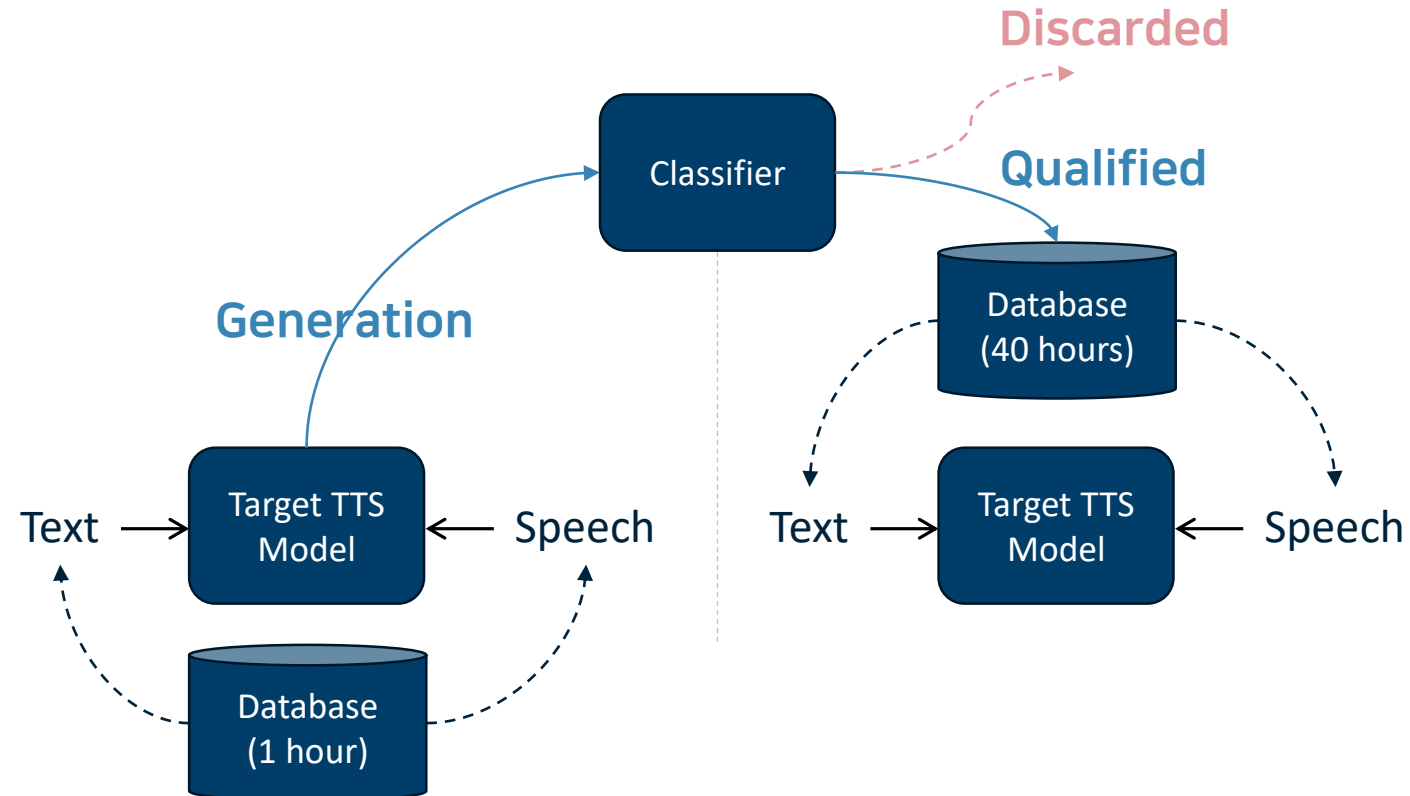 Discarded
Classifier
Qualified
Generation
Database
(40 hours)
Text
Target TTS
Model
Speech
Text
Target TTS
Model
Speech
Database
(1 hour)